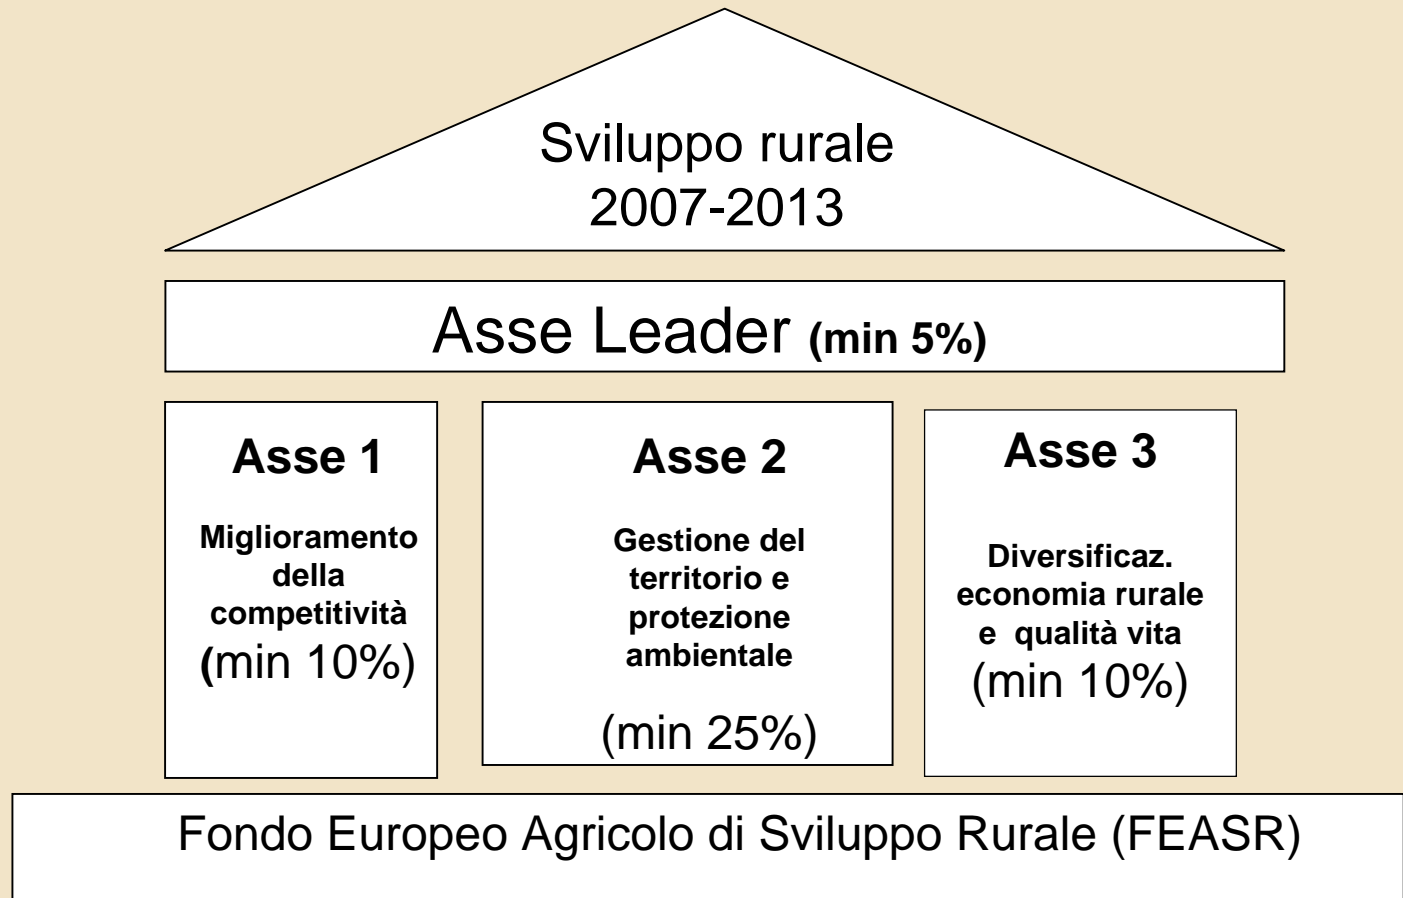 Sviluppo rurale
2007-2013
Asse Leader (min 5%)
Asse 1
Miglioramento
della
competitività
(min 10%)
Asse 2
Gestione del
territorio e
protezione
ambientale
(min 25%)
Asse 3
Diversificaz.
economia rurale
e qualità vita
(min 10%)
Fondo Europeo Agricolo di Sviluppo Rurale (FEASR)